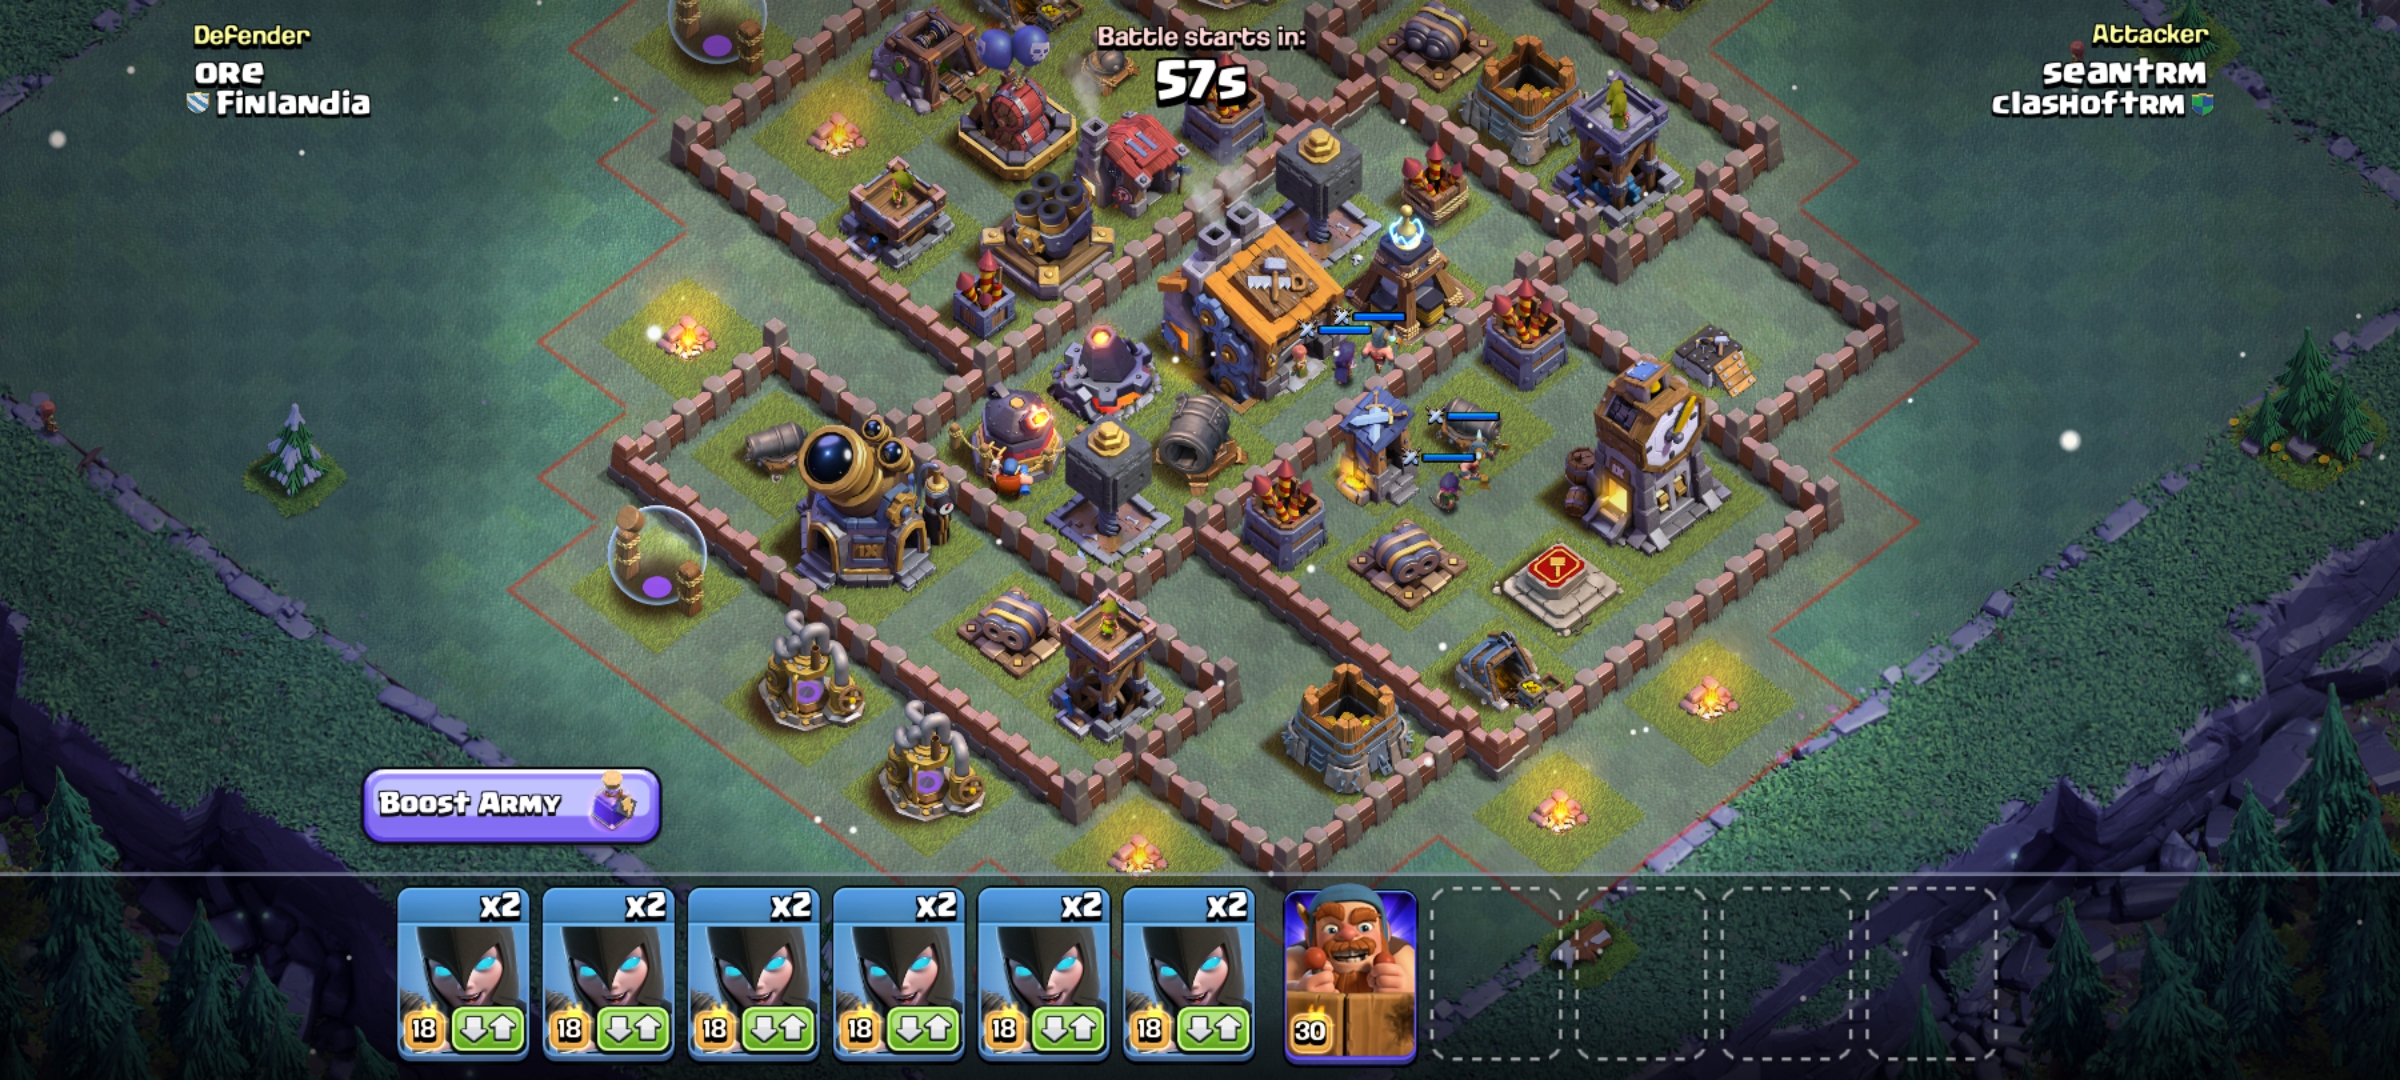 Defender
ORe
Finlandia
Battle starts in:
57s
Attacker
seantRM
clashoftRM
Boost Army
x2
x2
x2
x2
x2
x2
18
18
18
18
18
18
30